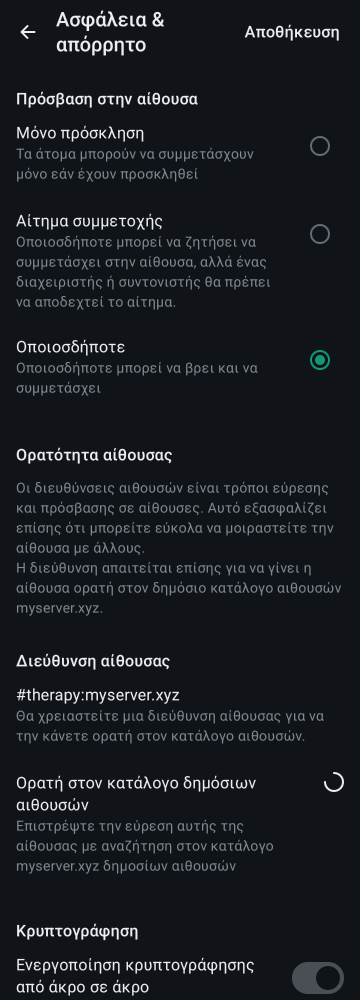 Ασφάλεια &
απόρρητο
Αποθήκευση
Πρόσβαση στην αίθουσα
Μόνο πρόσκληση
Τα άτομα μπορούν να συμμετάσχουν
μόνο εάν έχουν προσκληθεί
Αίτημα συμμετοχής
Οποιοσδήποτε μπορεί να ζητήσει να
συμμετάσχει στην αίθουσα, αλλά ένας
διαχειριστής ή συντονιστής θα πρέπει
να αποδεχτεί το αίτημα.
Οποιοσδήποτε
Οποιοσδήποτε μπορεί να βρει και να
συμμετάσχει
Ορατότητα αίθουσας
Οι διευθύνσεις αιθουσών είναι τρόποι εύρεσης
και πρόσβασης σε αίθουσες. Αυτό εξασφαλίζει
επίσης ότι μπορείτε εύκολα να μοιραστείτε την
αίθουσα με άλλους.
Η διεύθυνση απαιτείται επίσης για να γίνει η
αίθουσα ορατή στον δημόσιο κατάλογο αιθουσών
myserver.xyz.
Διεύθυνση αίθουσας
#therapy:myserver.xyz
Θα χρειαστείτε μια διεύθυνση αίθουσας για να
την κάνετε ορατή στον κατάλογο αιθουσών.
Ορατή στον κατάλογο δημόσιων
αιθουσών
Επιστρέψτε την εύρεση αυτής της
αίθουσας με αναζήτηση στον κατάλογο
myserver.xyz δημοσίων αιθουσών
Κρυπτογράφηση
Ενεργοποίηση κρυπτογράφησης
από άκρο σε άκρο